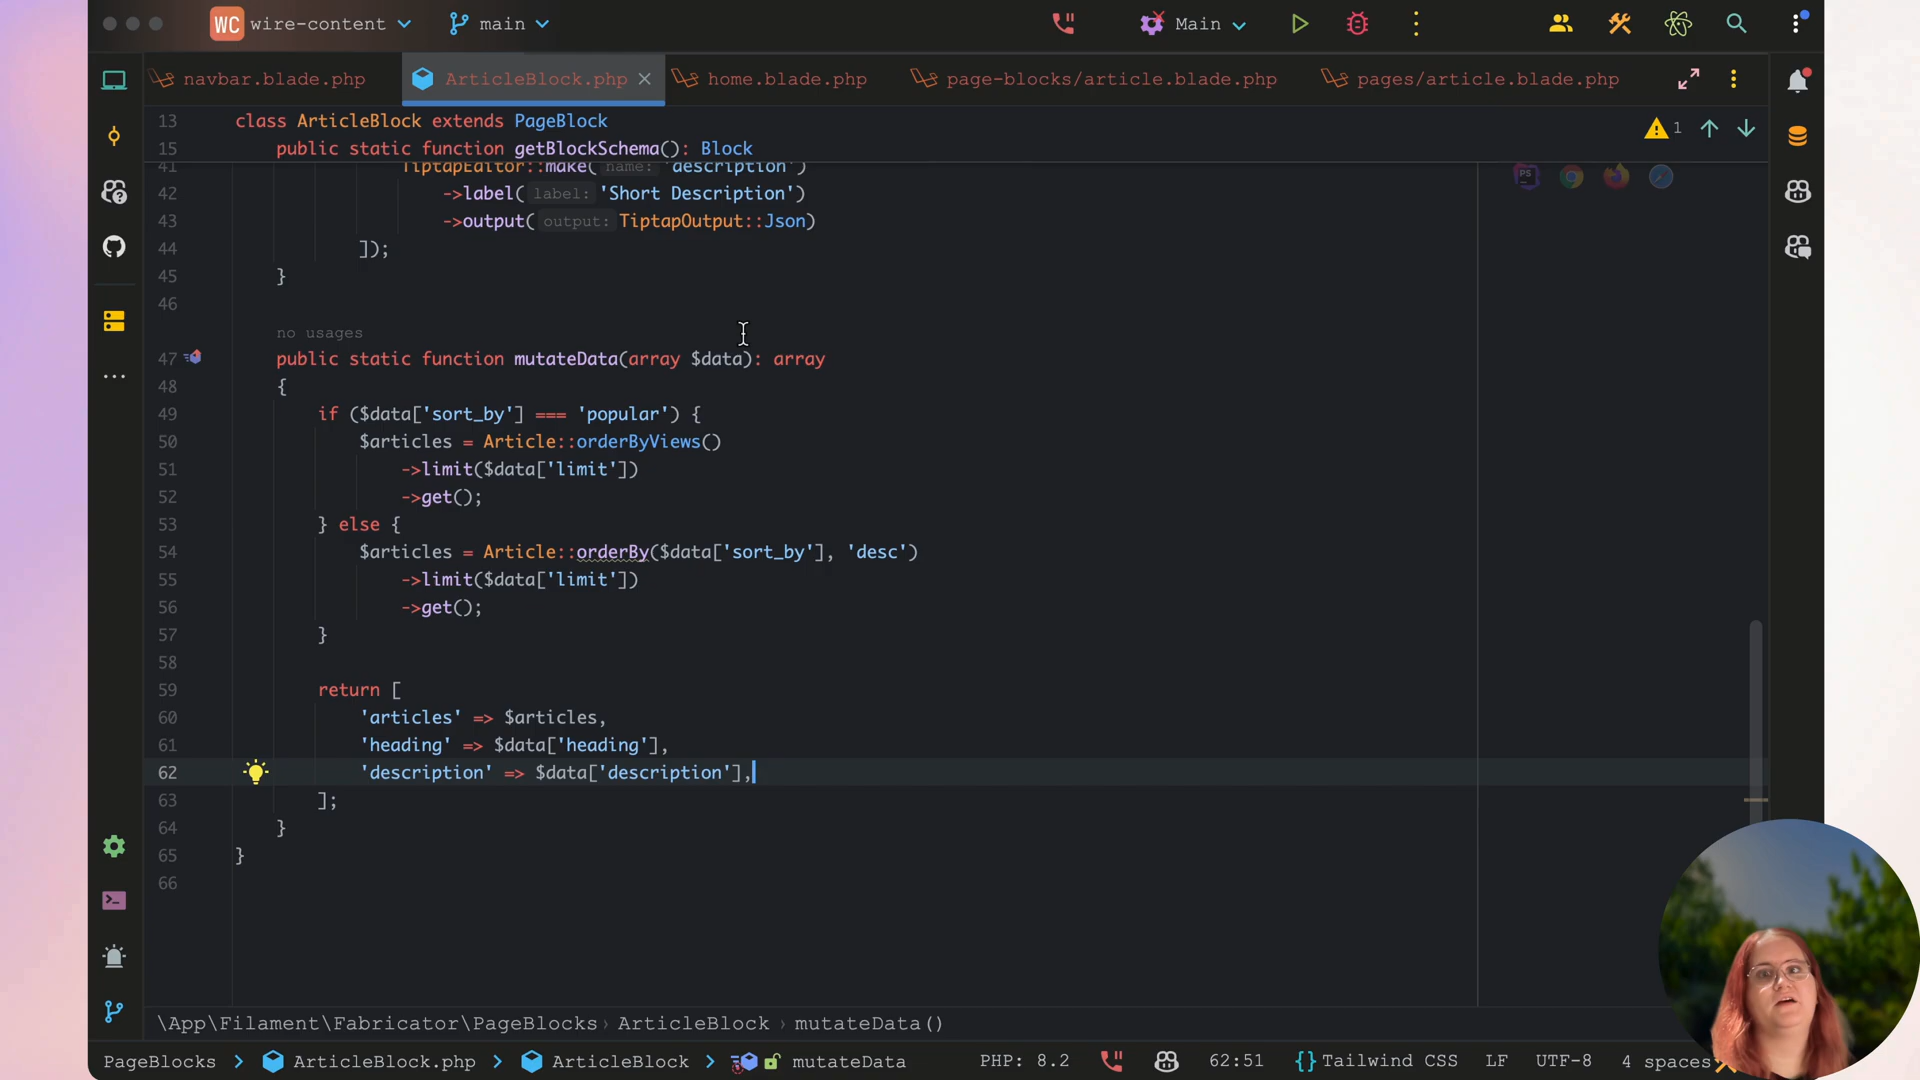 WC wire-content main Main
navbar.blade.php ArticleBlock.php home.blade.php page-blocks/article.blade.php pages/article.blade.php
13 class ArticleBlock extends PageBlock
1
15 public static function getBlockSchema(): Block
41 TiptapEditor::make( name: 'description')
42 ->label( label: 'Short Description')
43 ->output( output: TiptapOutput::Json)
44 ]);
45 }
46
no usages
47 public static function mutateData(array $data): array
48 {
49 if ($data['sort_by'] === 'popular') {
50 $articles = Article::orderByViews()
51 ->limit($data['limit'])
52 ->get();
53 } else {
54 $articles = Article::orderBy($data['sort_by'], 'desc')
55 ->limit($data['limit'])
56 ->get();
57 }
58
59 return [
60 'articles' => $articles,
61 'heading' => $data['heading'],
62 'description' => $data['description'],
63 ];
64 }
65 }
66
\App\Filament\Fabricator\PageBlocks › ArticleBlock › mutateData()
PageBlocks > ArticleBlock.php > ArticleBlock > mutateData PHP: 8.2 62:51 {} Tailwind CSS LF UTF-8 4 spaces